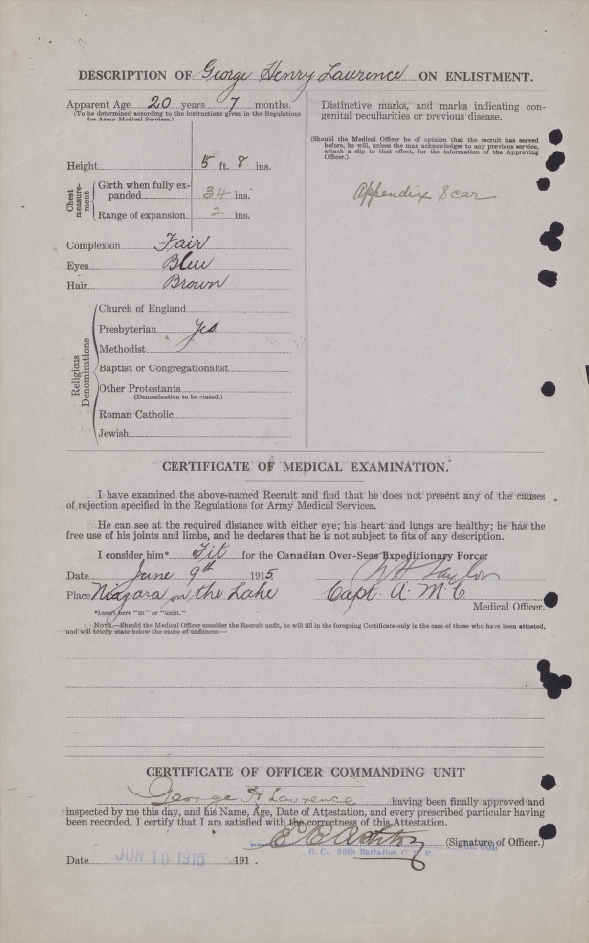 DESCRIPTION OF George Henry Lawrence ON ENLISTMENT.
Apparent Age 20 years 7 months.
(To be determined according to the instructions given in the Regulations
for Army Medical Services.)
Height 5 ft. 8 ins.
Chest measurement
Girth when fully expanded 34 ins.
Range of expansion 2 ins.
Complexion Fair
Eyes Blue
Hair Brown
Religious Denominations
Church of England
Presbyterian Yes.
Methodist
Baptist or Congregationalist
Other Protestants
(Denomination to be stated.)
Roman Catholic
Jewish
Distinctive marks, and marks indicating con-
genital peculiarities or previous disease.
(Should the Medical Officer be of opinion that the recruit has served
before, he will, unless the man acknowledges to any previous service,
attach a slip to that effect, for the information of the Approving
Officer.)
Appendix Scar
CERTIFICATE OF MEDICAL EXAMINATION.
I have examined the above-named Recruit and find that he does not present any of the causes
of rejection specified in the Regulations for Army Medical Services.
He can see at the required distance with either eye; his heart and lungs are healthy; he has the
free use of his joints and limbs, and he declares that he is not subject to fits of any description.
I consider him* Fit for the Canadian Over-Seas Expeditionary Force
Date June 9th 1915
Place Niagara on the Lake Capt. A. M. C
Medical Officer.
*Insert here "fit" or "unfit."
NOTE.—Should the Medical Officer consider the Recruit unfit, he will fill in the foregoing Certificate only in the case of those who have been attested,
and will briefly state below the cause of unfitness:—
CERTIFICATE OF OFFICER COMMANDING UNIT
George H Lawrence having been finally approved and
inspected by me this day, and his Name, Age, Date of Attestation, and every prescribed particular having
been recorded, I certify that I am satisfied with the correctness of this Attestation.
(Signature of Officer.)
O. C. 36th Battalion C. E. F.
Date JUN 10 1915 191 .